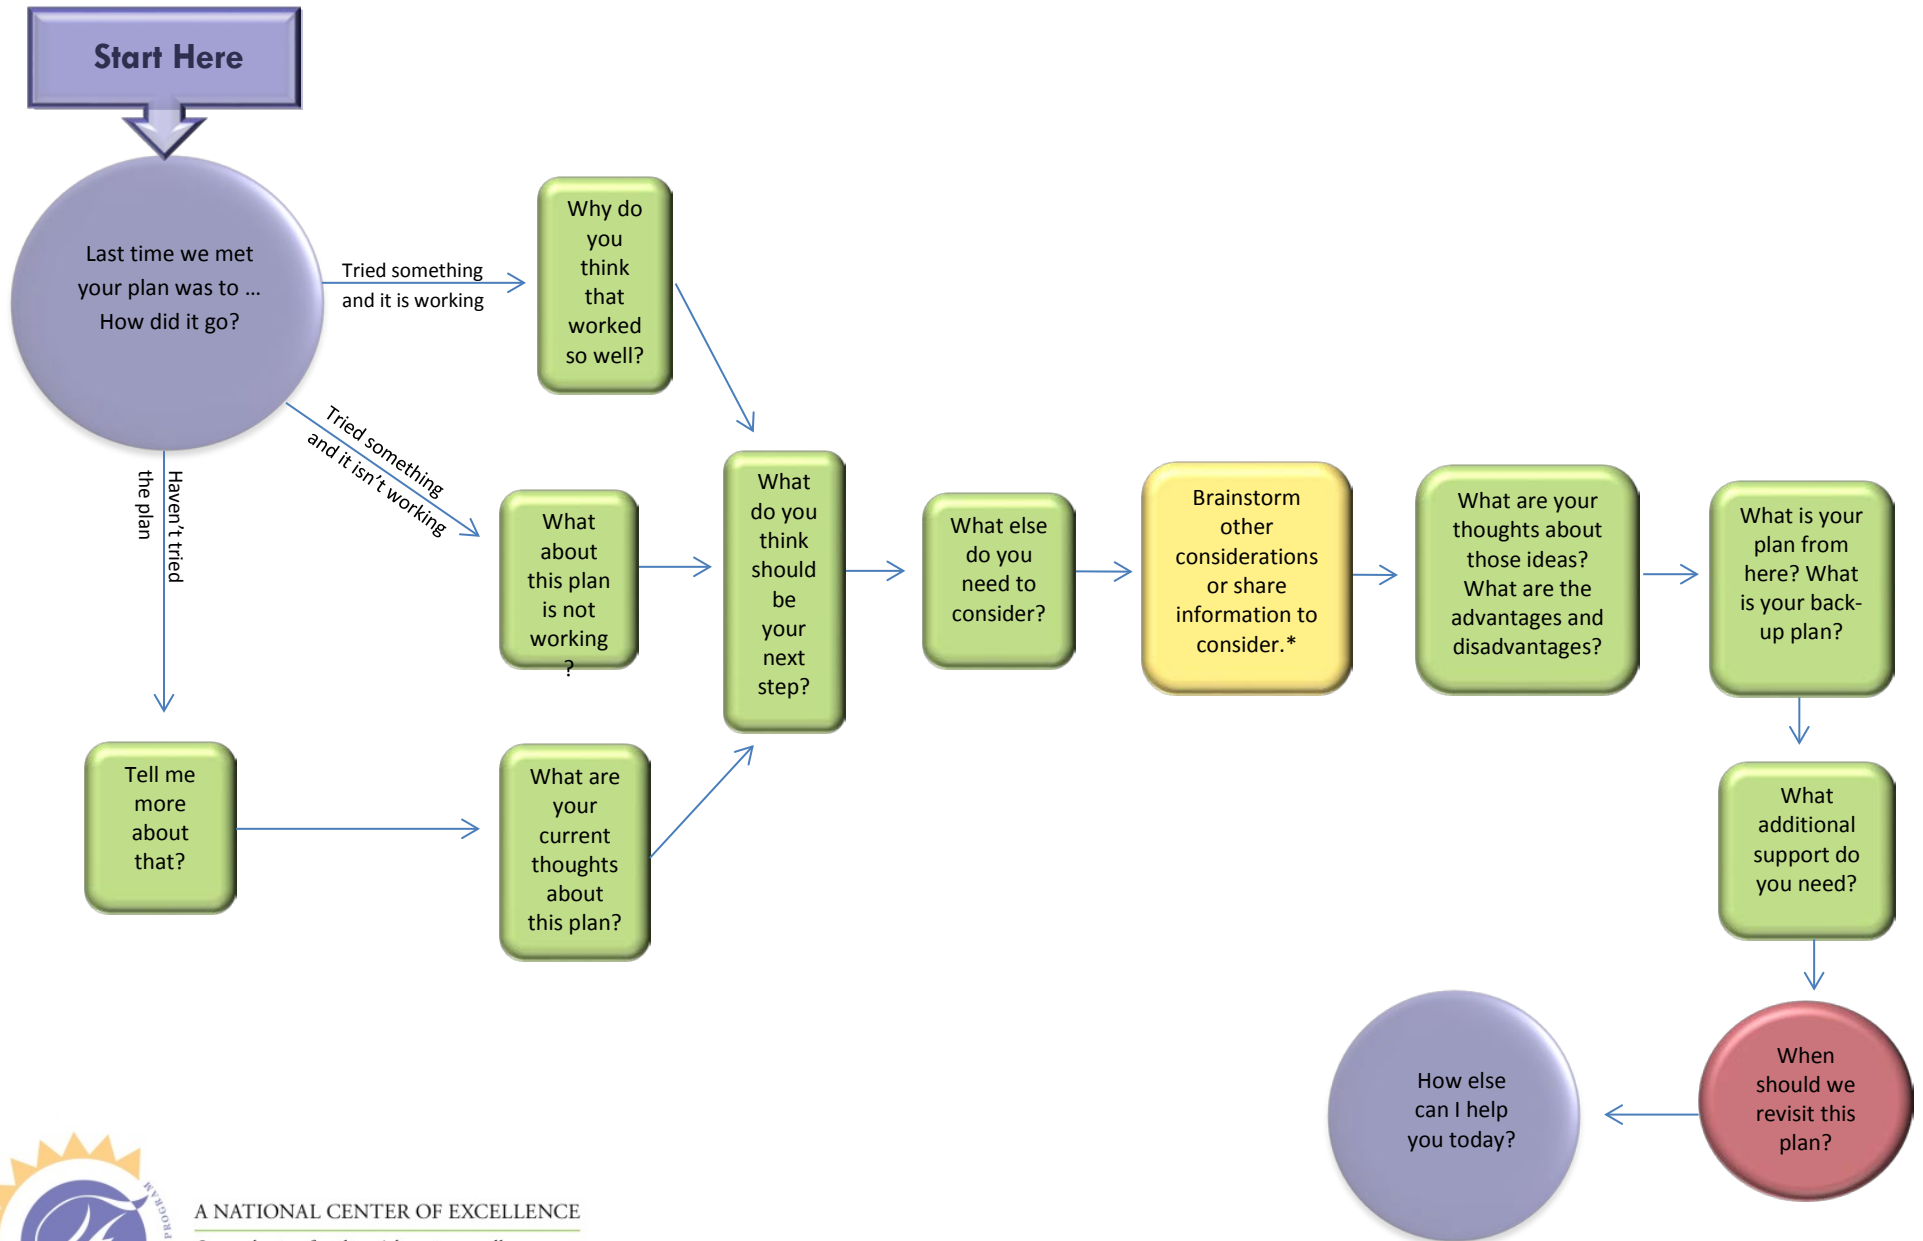 Start Here
Last time we met
your plan was to ...
How did it go?
Tried something
and it is working
Why do
you
think
that
worked
so well?
Tried something
and it isn't working
What
about
this plan
is not
working
?
Haven't tried
the plan
Tell me
more
about
that?
What are
your
current
thoughts
about
this plan?
What
do you
think
should
be
your
next
step?
What else
do you
need to
consider?
Brainstorm
other
considerations
or share
information to
consider.*
What are your
thoughts about
those ideas?
What are the
advantages and
disadvantages?
What is your
plan from
here? What
is your back-
up plan?
What
additional
support do
you need?
When
should we
revisit this
plan?
How else
can I help
you today?
PROGRAM
A NATIONAL CENTER OF EXCELLENCE